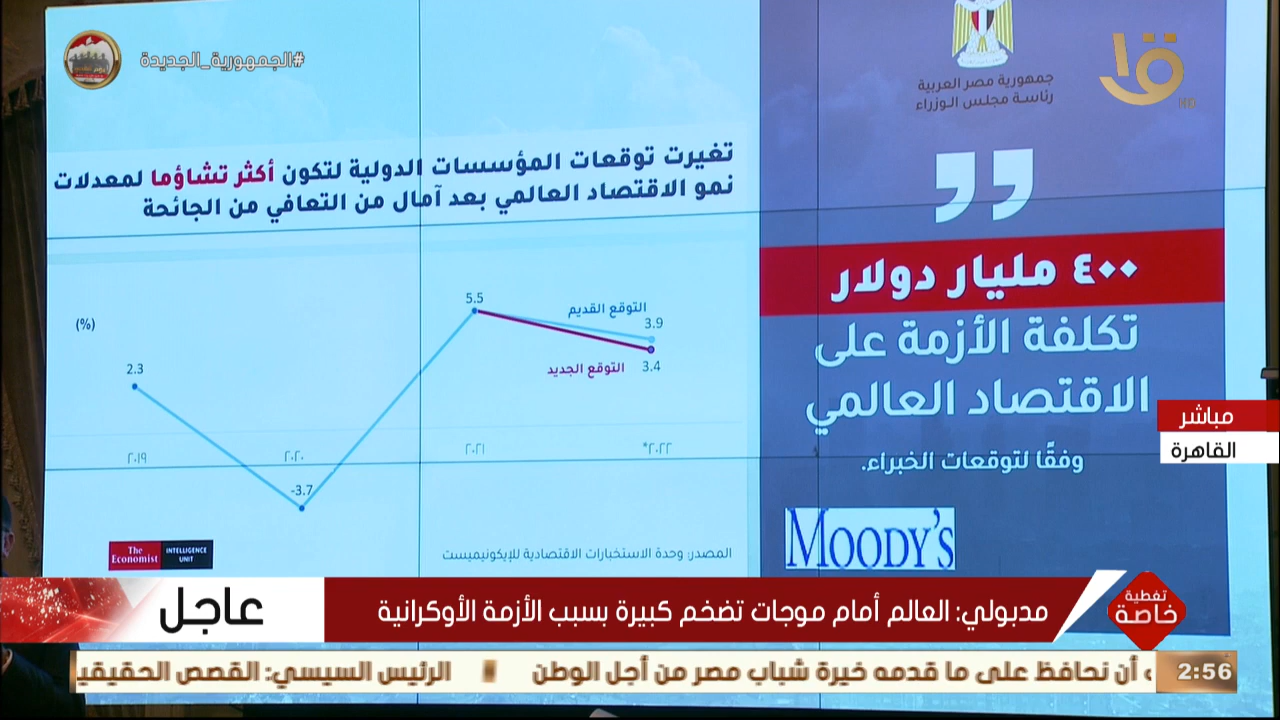 #الجمهورية_الجديدة
جمهورية مصر العربية
رئاسة مجلس الوزراء
تغيرت توقعات المؤسسات الدولية لتكون أكثر تشاؤما لمعدلات
نمو الاقتصاد العالمي بعد آمال من التعافي من الجائحة
٤٠٠ مليار دولار
تكلفة الأزمة على
الاقتصاد العالمي
وفقًا لتوقعات الخبراء.
MOODY'S
(%)
2.3
-3.7
5.5
التوقع القديم
3.9
التوقع الجديد
3.4
٢٠١٩
٢٠٢٠
٢٠٢١
*٢٠٢٢
The Economist
INTELLIGENCE UNIT
المصدر: وحدة الاستخبارات الاقتصادية للإيكونيميست
مباشر
القاهرة
تغطية
خاصة
مدبولي: العالم أمام موجات تضخم كبيرة بسبب الأزمة الأوكرانية
عاجل
أن نحافظ على ما قدمه خيرة شباب مصر من أجل الوطن
الرئيس السيسي: القصص
2:56
HD